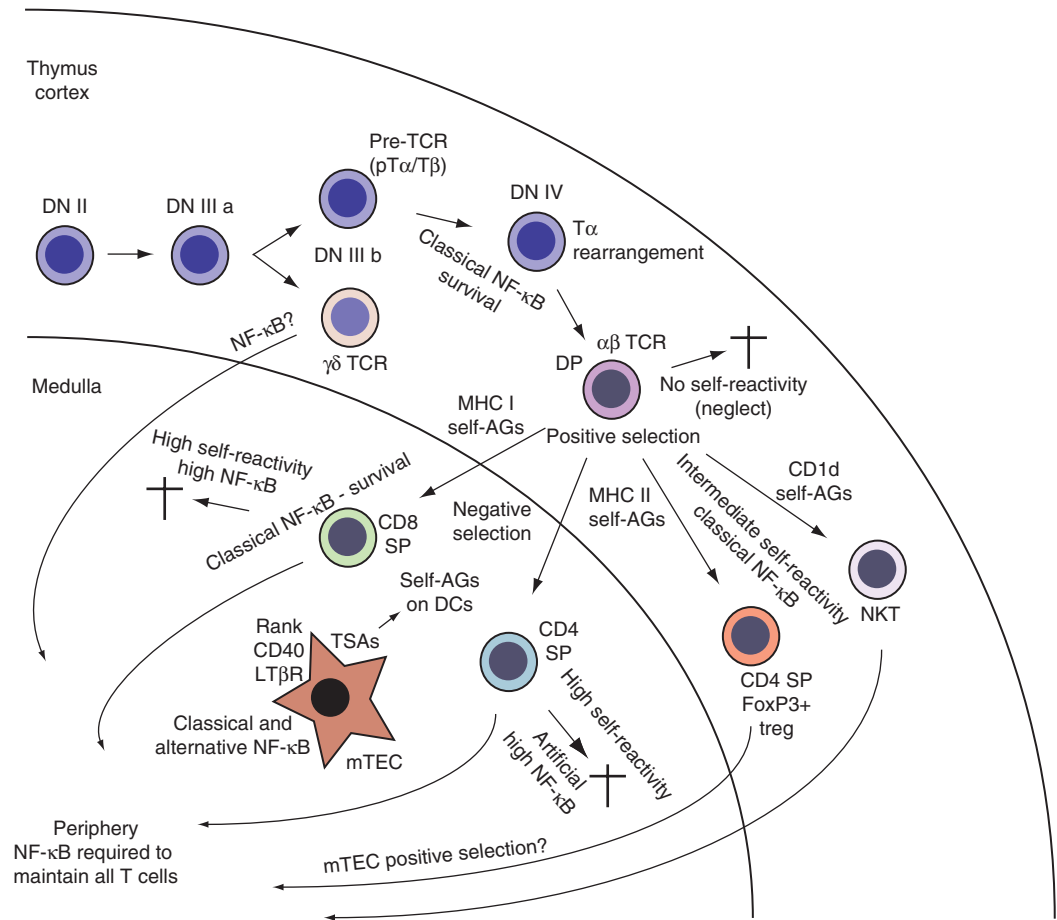 Thymus
cortex
Pre-TCR
(pTα/Tβ)
DN II
DN III a
DN IV
Tα
rearrangement
DN III b
Classical NF-κB
survival
NF-κB?
γδ TCR
αβ TCR
DP
No self-reactivity
(neglect)
Medulla
MHC I
self-AGs
Positive selection
High self-reactivity
high NF-κB
Classical NF-κB - survival
CD8
SP
Negative
selection
MHC II
self-AGs
Intermediate self-reactivity
classical NF-κB
CD1d
self-AGs
NKT
Self-AGs
on DCs
Rank
CD40
LTβR
TSAs
CD4
SP
CD4 SP
FoxP3+
treg
Classical and
alternative NF-κB
mTEC
High self-reactivity
Artificial
high NF-κB
Periphery
NF-κB required to
maintain all T cells
mTEC positive selection?